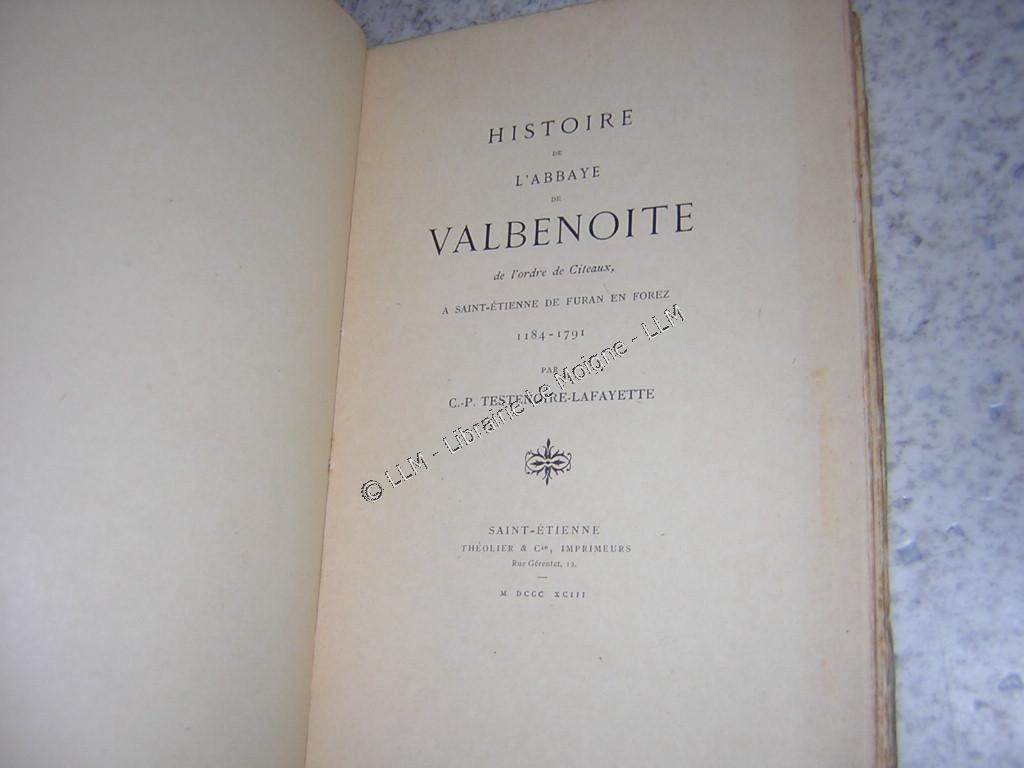 HISTOIRE
DE
L'ABBAYE
DE
VALBENOITE
de l'ordre de Citeaux,
A SAINT-ÉTIENNE DE FURAN EN FOREZ
1184-1791
PAR
C.-P. TESTENOIRE-LAFAYETTE
© LLM - Librairie Le Moigne - LLM
SAINT-ÉTIENNE
THÉOLIER & Cie, IMPRIMEURS
Rue Gérentet, 12.
M DCCC XCIII